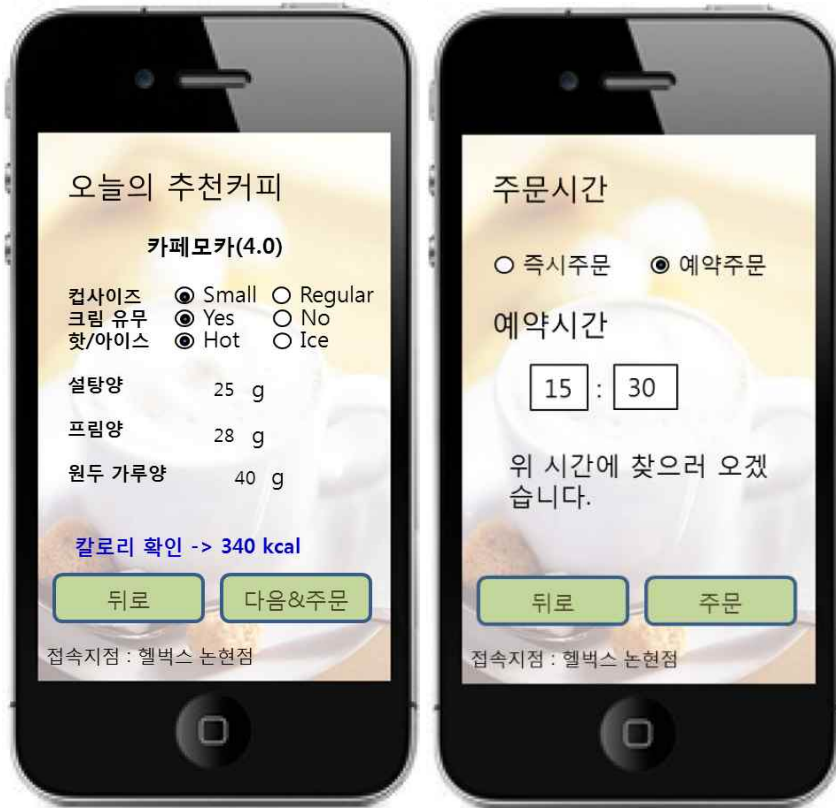 오늘의 추천커피
카페모카(4.0)
컵사이즈 Small Regular
크림 유무 Yes No
핫/아이스 Hot Ice
설탕양 25 g
프림양 28 g
원두 가루양 40 g
칼로리 확인 -> 340 kcal
뒤로 다음&주문
접속지점 : 헬벅스 논현점
주문시간
즉시주문 예약주문
예약시간
15 : 30
위 시간에 찾으러 오겠
습니다.
뒤로 주문
접속지점 : 헬벅스 논현점